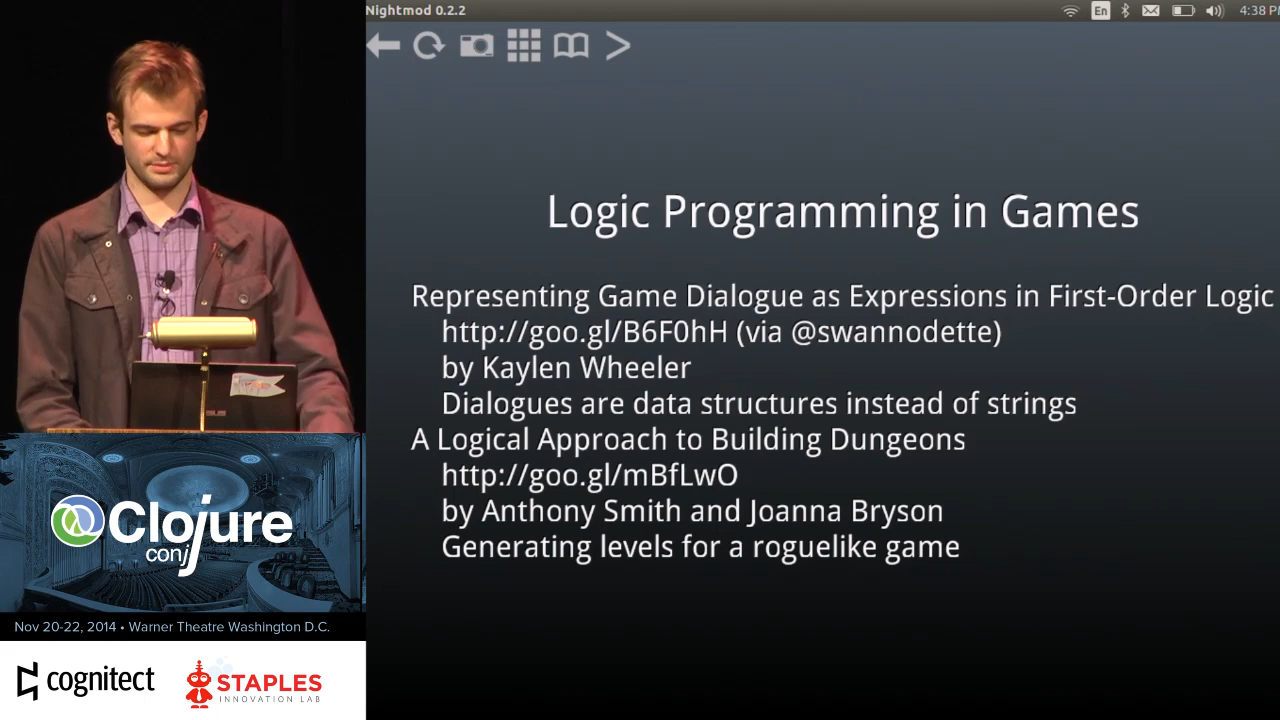 Nightmod 0.2.2
En
4:38 P
Logic Programming in Games
Representing Game Dialogue as Expressions in First-Order Logic
http://goo.gl/B6F0hH (via @swannodette)
by Kaylen Wheeler
Dialogues are data structures instead of strings
A Logical Approach to Building Dungeons
http://goo.gl/mBfLwO
by Anthony Smith and Joanna Bryson
Generating levels for a roguelike game
ASUS
Clojure
conj
Nov 20-22, 2014 • Warner Theatre Washington D.C.
cognitect
STAPLES
INNOVATION LAB